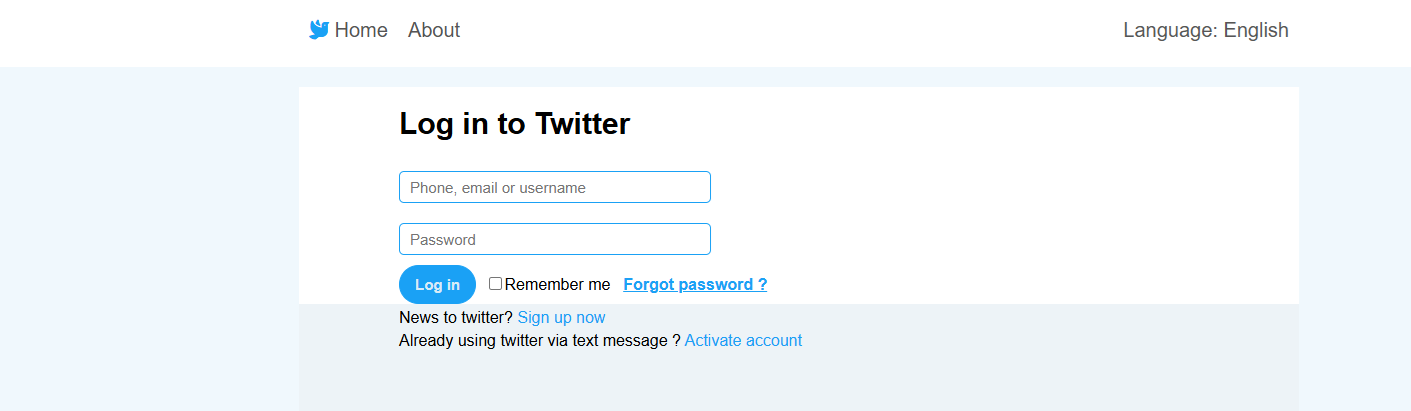 Home About Language: English
Log in to Twitter
Phone, email or username
Password
Log in Remember me Forgot password ?
News to twitter? Sign up now
Already using twitter via text message ? Activate account